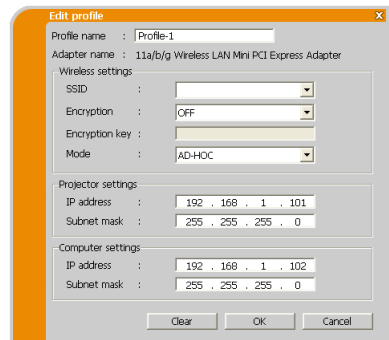 Edit profile
Profile name : Profile-1
Adapter name : 11a/b/g Wireless LAN Mini PCI Express Adapter
Wireless settings
SSID :
Encryption : OFF
Encryption key :
Mode : AD-HOC
Projector settings
IP address : 192 . 168 . 1 . 101
Subnet mask : 255 . 255 . 255 . 0
Computer settings
IP address : 192 . 168 . 1 . 102
Subnet mask : 255 . 255 . 255 . 0
Clear OK Cancel